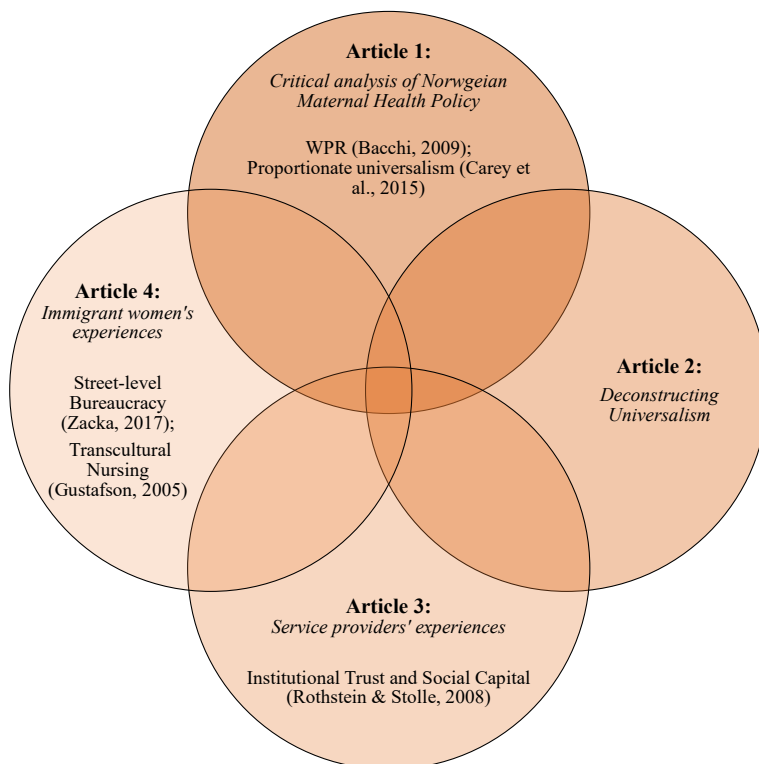 Article 1:
Critical analysis of Norwgeian
Maternal Health Policy
WPR (Bacchi, 2009);
Proportionate universalism (Carey et
al., 2015)
Article 4:
Immigrant women's
experiences
Street-level
Bureaucracy
(Zacka, 2017);
Transcultural
Nursing
(Gustafson, 2005)
Article 2:
Deconstructing
Universalism
Article 3:
Service providers' experiences
Institutional Trust and Social Capital
(Rothstein & Stolle, 2008)